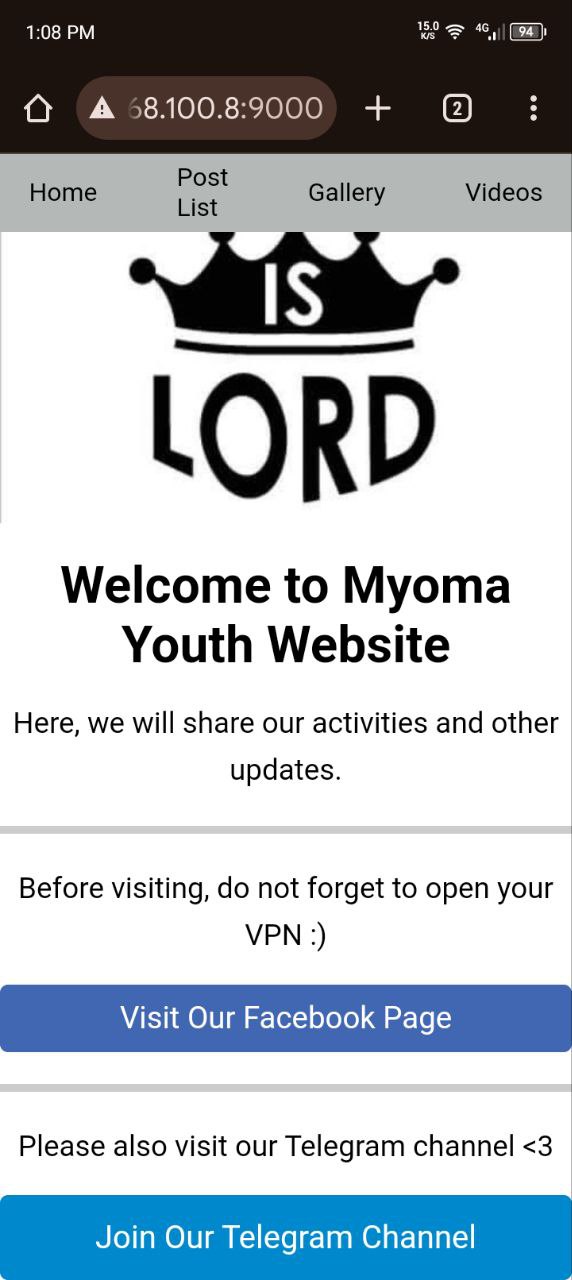 1:08 PM
15.0
K/S
4G
94
68.100.8:9000
2
Home
Post
List
Gallery
Videos
IS
LORD
Welcome to Myoma
Youth Website
Here, we will share our activities and other
updates.
Before visiting, do not forget to open your
VPN :)
Visit Our Facebook Page
Please also visit our Telegram channel <3
Join Our Telegram Channel